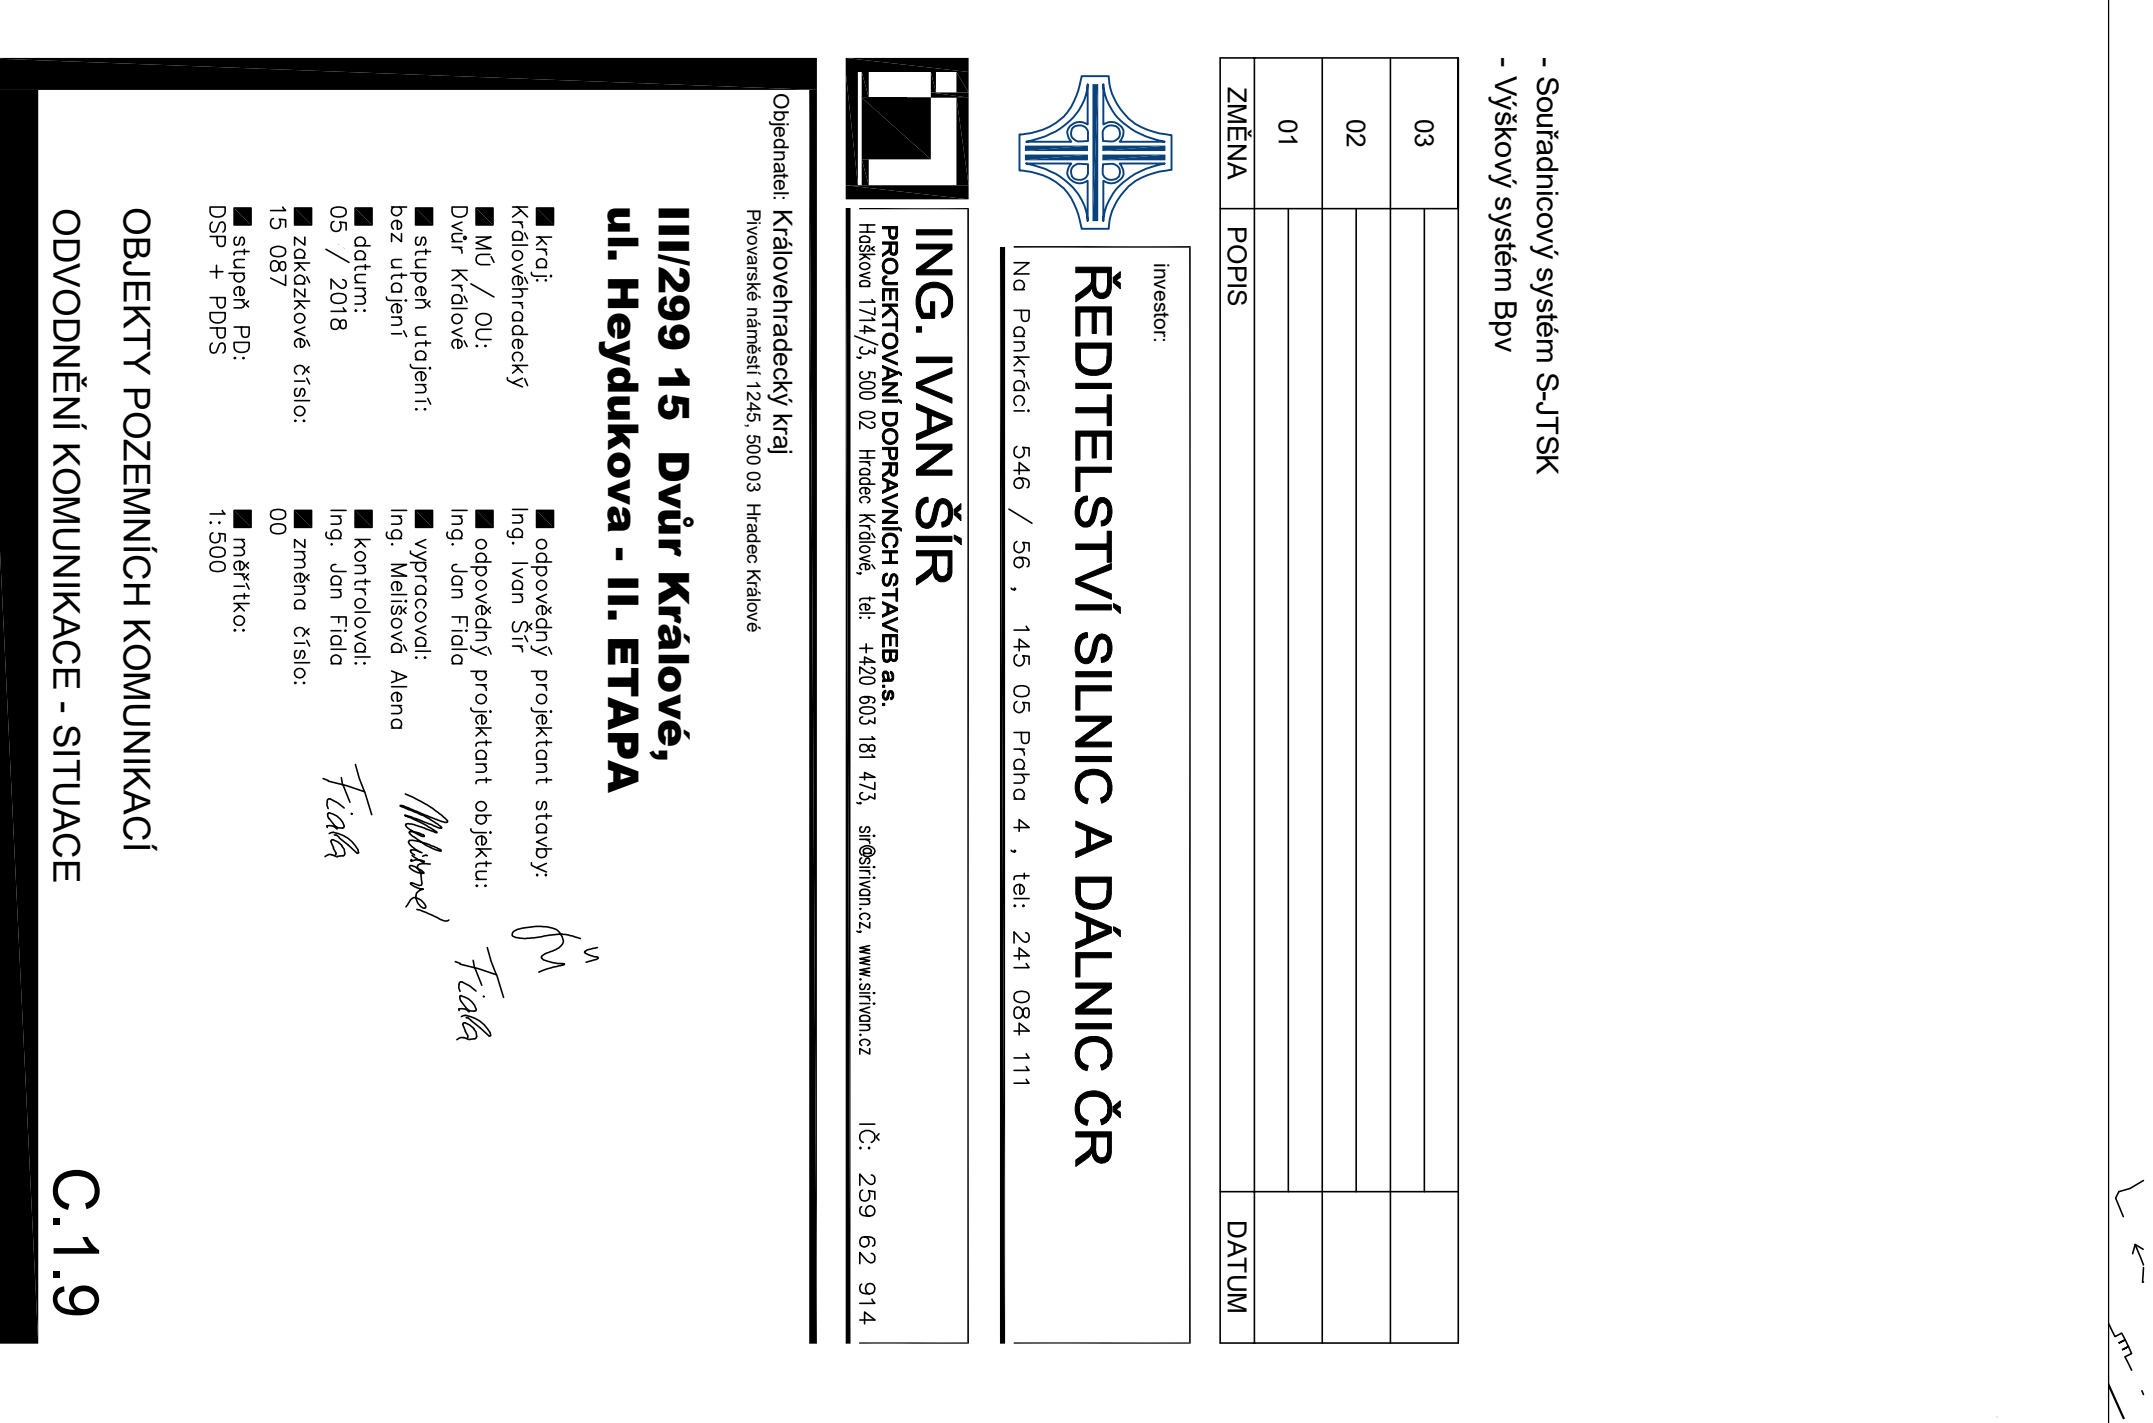 - Souřadnicový systém S-JTSK
- Výškový systém Bpv
03
02
01
ZMĚNA POPIS DATUM
investor:
ŘEDITELSTVÍ SILNIC A DÁLNIC ČR
Na Pankráci 546 / 56 , 145 05 Praha 4 , tel: 241 084 111
ING. IVAN ŠÍR
PROJEKTOVÁNÍ DOPRAVNÍCH STAVEB a.s.
Haškova 1714/3, 500 02 Hradec Králové, tel: +420 603 181 473, sir@sirivan.cz, www.sirivan.cz IČ: 259 62 914
Objednatel: Královehradecký kraj
Pivovarské náměstí 1245, 500 03 Hradec Králové
III/299 15 Dvůr Králové,
ul. Heydukova - II. ETAPA
kraj:
Královéhradecký
MÚ / OU:
Dvůr Králové
stupeň utajení:
bez utajení
datum:
05 / 2018
zakázkové číslo:
15 087
stupeň PD:
DSP + PDPS
odpovědný projektant stavby:
Ing. Ivan Šír
odpovědný projektant objektu:
Ing. Jan Fiala
Fiala
vypracoval:
Ing. Melišová Alena
kontroloval:
Ing. Jan Fiala
Fiala
změna číslo:
00
měřítko:
1:500
OBJEKTY POZEMNÍCH KOMUNIKACÍ
ODVODNĚNÍ KOMUNIKACE - SITUACE C.1.9